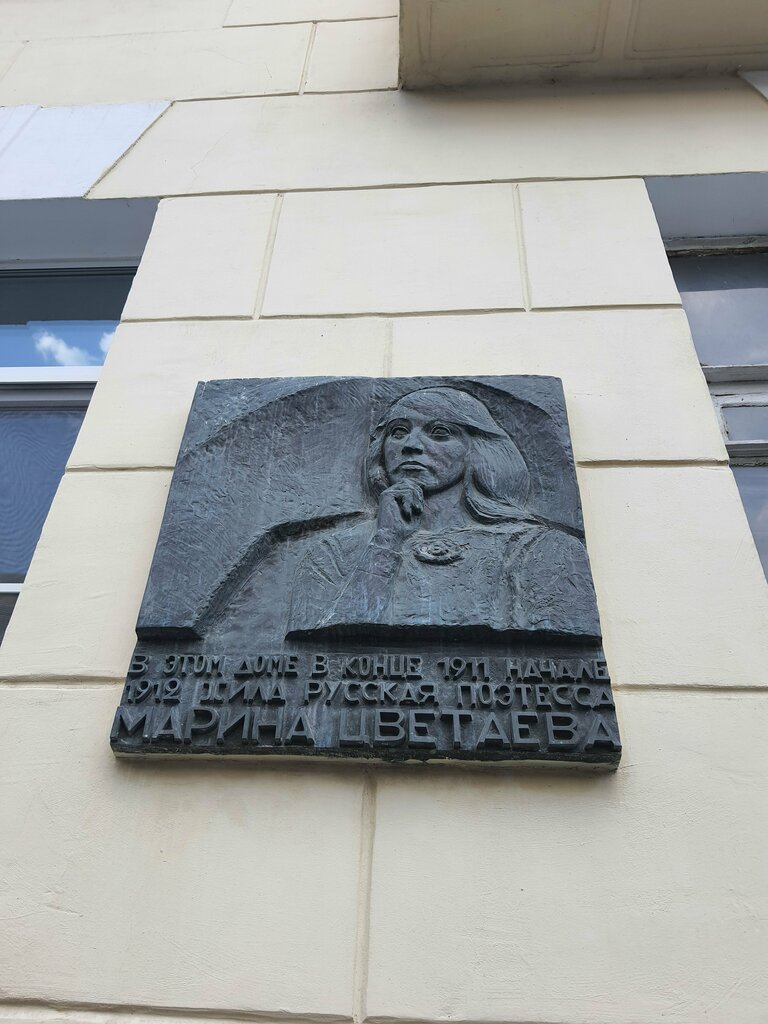 В ЭТОМ ДОМЕ В КОНЦЕ 1911 НАЧАЛЕ
1912 ЖИЛА РУССКАЯ ПОЭТЕССА
МАРИНА ЦВЕТАЕВА